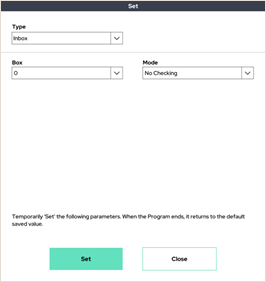 Set
Type
Inbox
Box
Mode
0
No Checking
Temporarily 'Set' the following parameters. When the Program ends, it returns to the default
saved value.
Set
Close